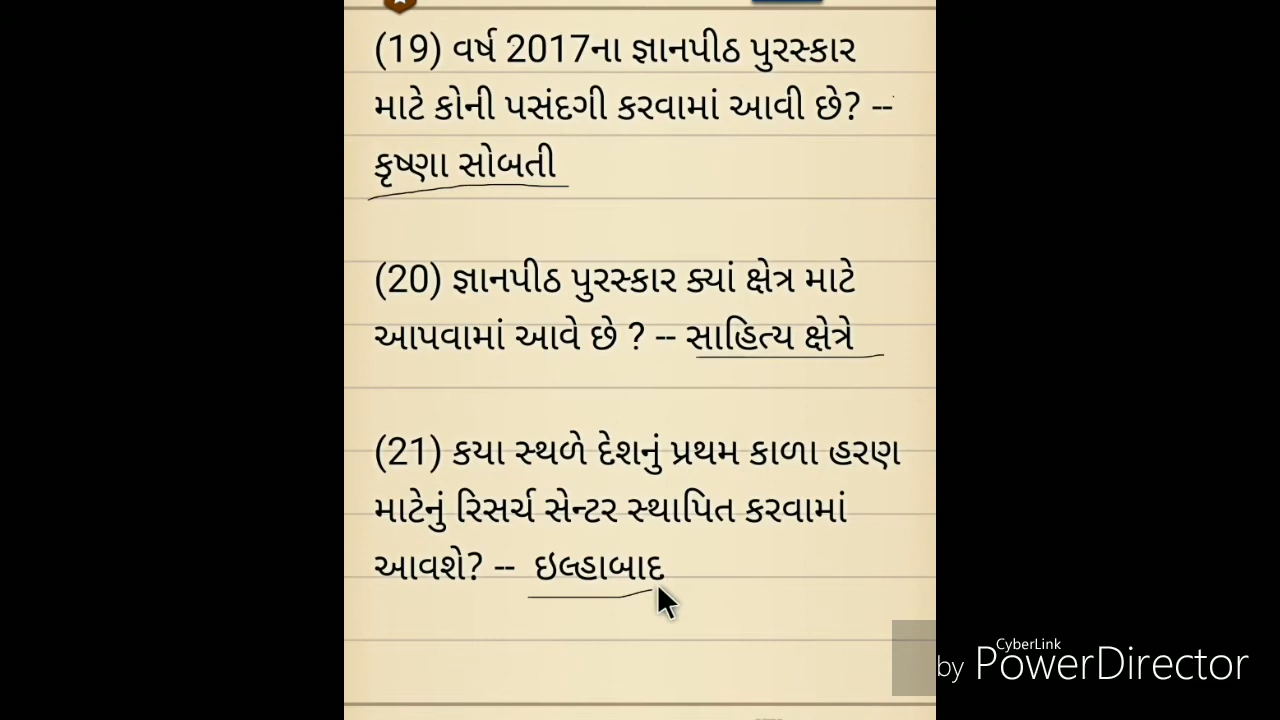 (19) વર્ષ 2017ના જ્ઞાનપીઠ પુરસ્કાર
માટે કોની પસંદગી કરવામાં આવી છે? --
કૃષ્ણા સોબતી
(20) જ્ઞાનપીઠ પુરસ્કાર ક્યાં ક્ષેત્ર માટે
આપવામાં આવે છે ? -- સાહિત્ય ક્ષેત્રે
(21) કયા સ્થળે દેશનું પ્રથમ કાળા હરણ
માટેનું રિસર્ચ સેન્ટર સ્થાપિત કરવામાં
આવશે? -- ઇલ્હાબાદ
CyberLink
by PowerDirector